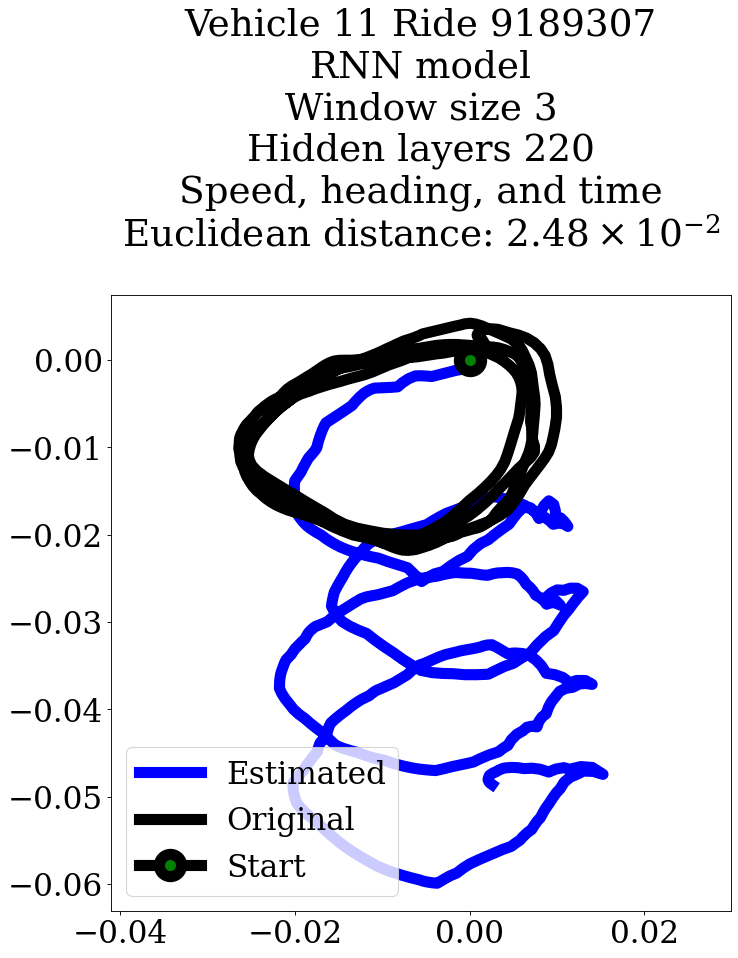 Vehicle 11 Ride 9189307
RNN model
Window size 3
Hidden layers 220
Speed, heading, and time
Euclidean distance: 2.48 × 10⁻²
0.00
−0.01
−0.02
−0.03
−0.04
−0.05
−0.06
Estimated
Original
Start
−0.04 −0.02 0.00 0.02